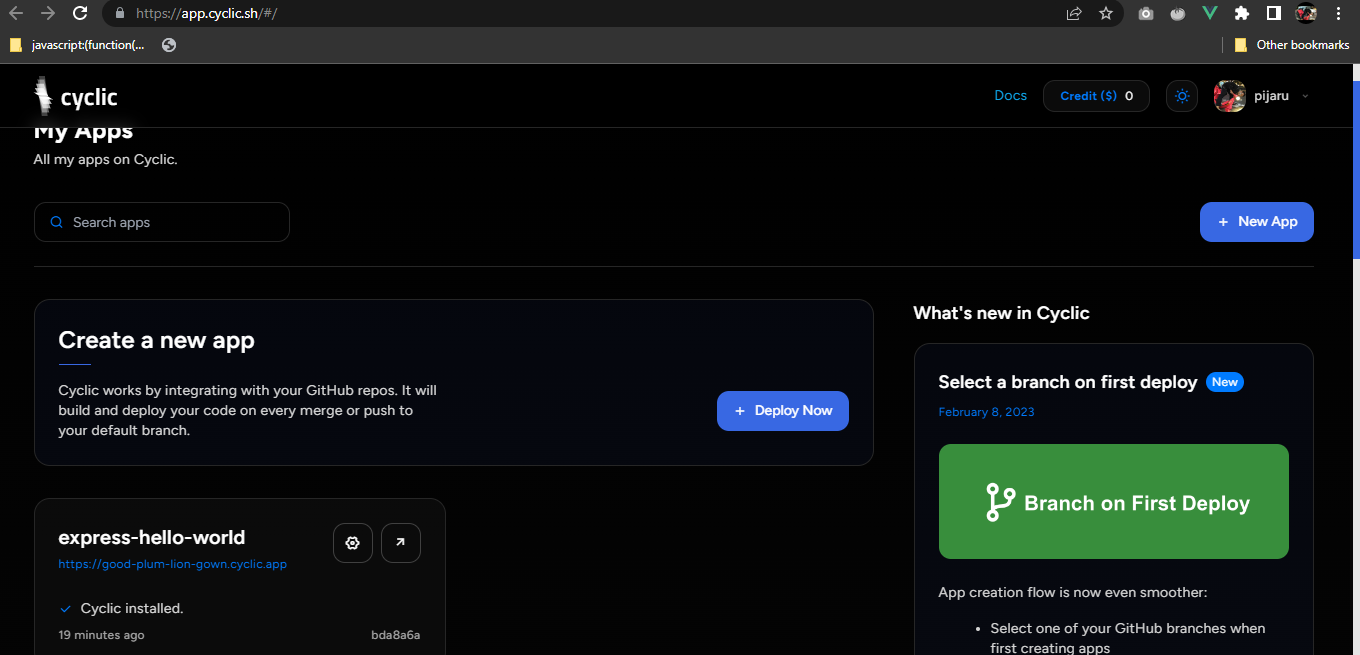 https://app.cyclic.sh/#/
javascript:(function(...
Other bookmarks
cyclic
Docs
Credit ($) 0
pijaru
My Apps
All my apps on Cyclic.
Search apps
+ New App
Create a new app
Cyclic works by integrating with your GitHub repos. It will
build and deploy your code on every merge or push to
your default branch.
+ Deploy Now
express-hello-world
https://good-plum-lion-gown.cyclic.app
Cyclic installed.
19 minutes ago
bda8a6a
What's new in Cyclic
Select a branch on first deploy New
February 8, 2023
Branch on First Deploy
App creation flow is now even smoother:
• Select one of your GitHub branches when
first creating apps